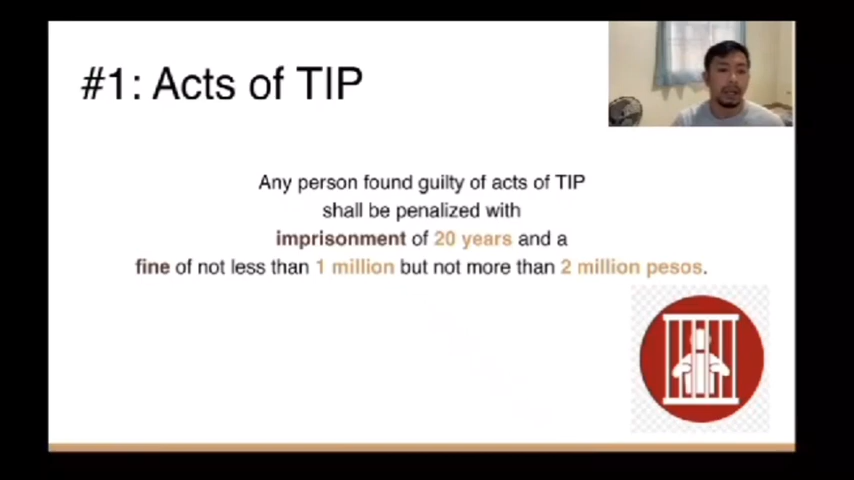 #1: Acts of TIP
Any person found guilty of acts of TIP
shall be penalized with
imprisonment of 20 years and a
fine of not less than 1 million but not more than 2 million pesos.